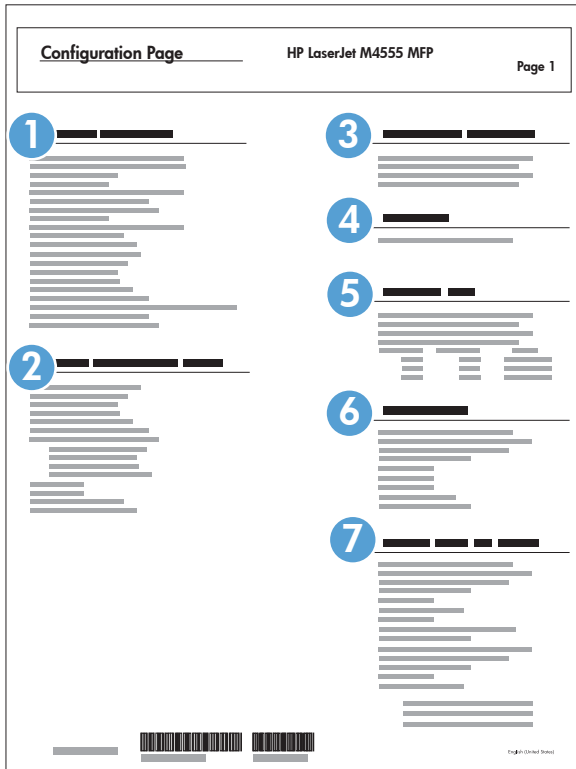 Configuration Page
HP LaserJet M4555 MFP
Page 1
1
2
3
4
5
6
7
English (United States)